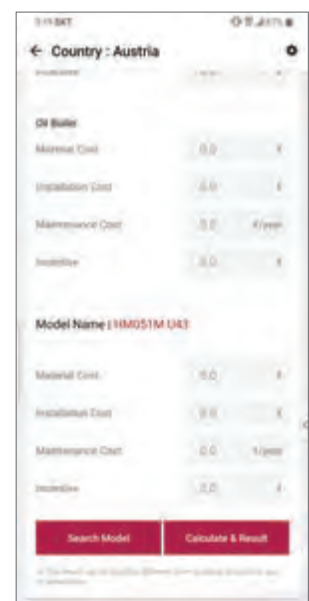 ← Country : Austria
Oil Boiler
Material Cost 0.0 €
Installation Cost 0.0 €
Maintenance Cost 0.0 €/year
Incentive 0.0 €
Model Name | HM051M U43
Material Cost 0.0 €
Installation Cost 0.0 €
Maintenance Cost 0.0 €/year
Incentive 0.0 €
Search Model Calculate & Result